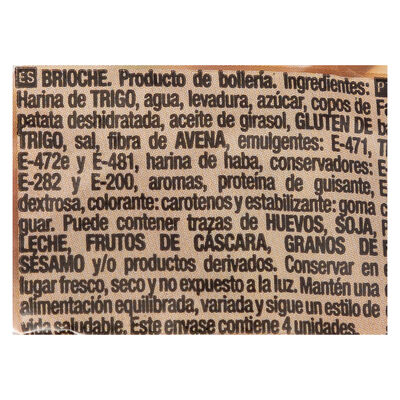 ES BRIOCHE. Producto de bollería. Ingredientes:
Harina de TRIGO, agua, levadura, azúcar, copos de
patata deshidratada, aceite de girasol, GLUTEN DE
TRIGO, sal, fibra de AVENA, emulgentes: E-471,
E-472e y E-481, harina de haba, conservadores:
E-282 y E-200, aromas, proteína de guisante,
dextrosa, colorante: carotenos y estabilizante: goma
guar. Puede contener trazas de HUEVOS, SOJA,
LECHE, FRUTOS DE CÁSCARA, GRANOS DE
SÉSAMO y/o productos derivados. Conservar en
lugar fresco, seco y no expuesto a la luz. Mantén una
alimentación equilibrada, variada y sigue un estilo de
vida saludable. Este envase contiene 4 unidades.